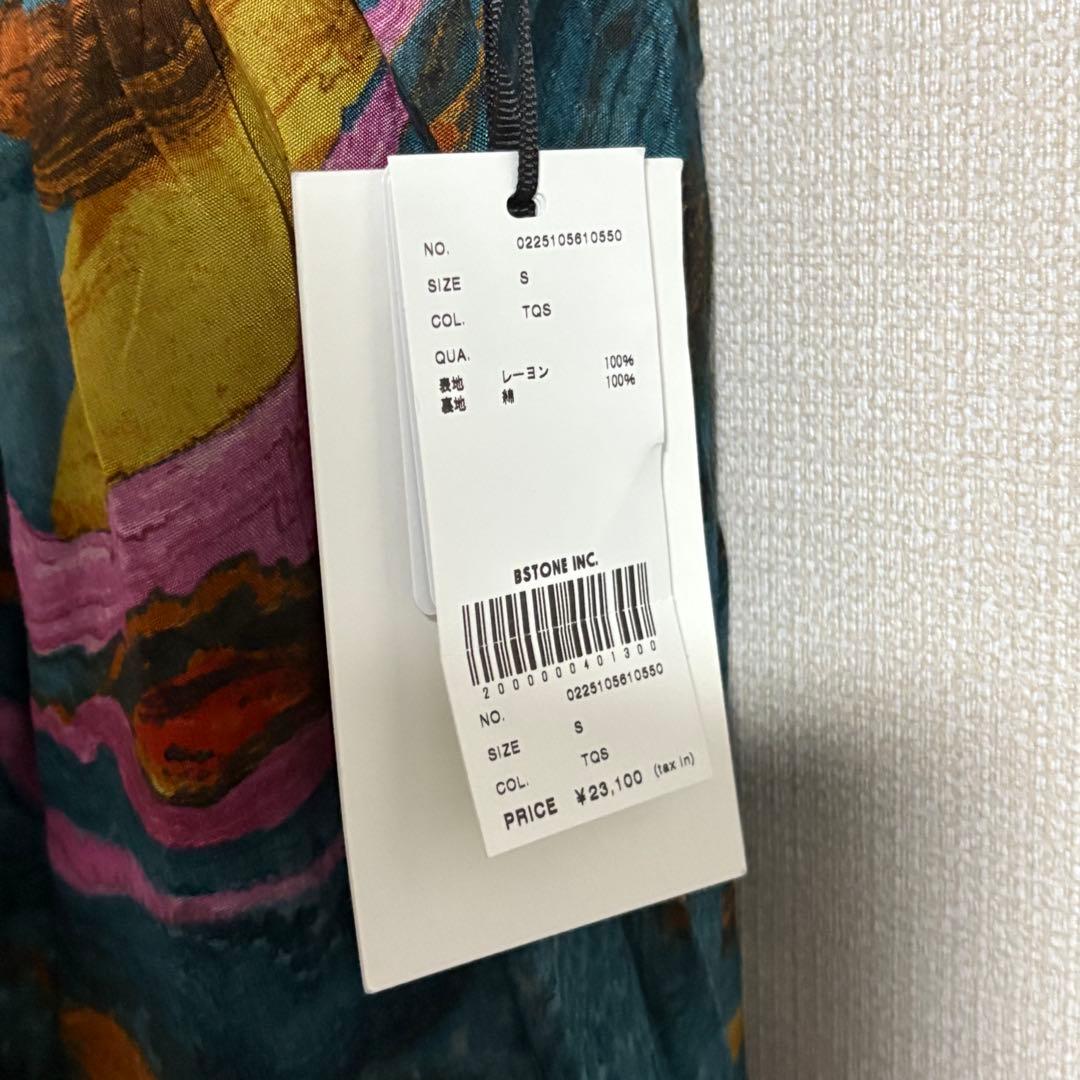 NO. 0225105610550
SIZE S
COL. TQS
QUA.
表地 レーヨン 100%
裏地 綿 100%
BSTONE INC.
2000000401300
NO. 0225105610550
SIZE S
COL. TQS
PRICE ¥23,100 (tax in)